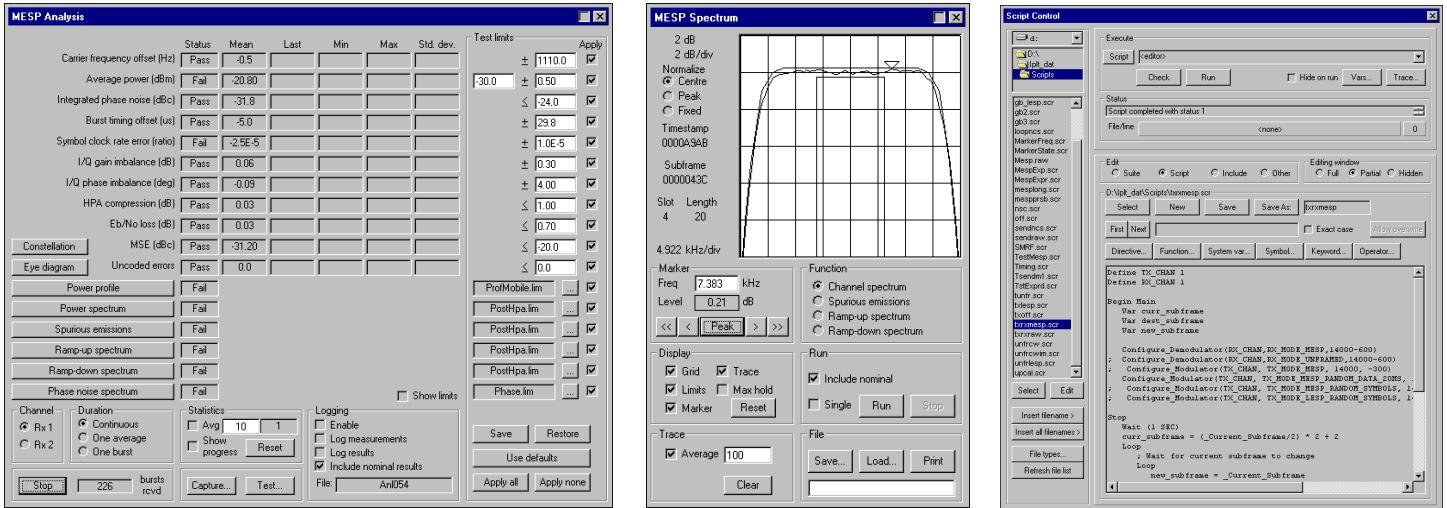 MESP Analysis
Status Mean Last Min Max Std. dev. Test limits Apply
Carrier frequency offset (Hz) Pass -0.5 ± 1110.0
Average power (dBm) Fail -20.80 -30.0 ± 0.50
Integrated phase noise (dBc) Pass -31.8 ≤ -24.0
Burst timing offset (us) Pass -5.0 ± 29.8
Symbol clock rate error (ratio) Fail -2.5E-5 ± 1.0E-5
I/Q gain imbalance (dB) Pass 0.06 ± 0.30
I/Q phase imbalance (deg) Pass -0.09 ± 4.00
HPA compression (dB) Pass 0.03 ≤ 1.00
Eb/No loss (dB) Pass 0.03 ≤ 0.70
Constellation MSE (dBc) Pass -31.20 ≤ -20.0
Eye diagram Uncoded errors Pass 0.0 ≤ 0.0
Power profile Fail ProfMobile.lim ...
Power spectrum Fail PostHpa.lim ...
Spurious emissions Fail PostHpa.lim ...
Ramp-up spectrum Fail PostHpa.lim ...
Ramp-down spectrum Fail PostHpa.lim ...
Phase noise spectrum Fail Show limits Phase.lim ...
Channel Duration Statistics Logging
Rx 1 Continuous Avg 10 1 Enable
Rx 2 One average Show progress Reset Log measurements
One burst Log results
Include nominal results
Stop 226 bursts rcvd Capture... Test... File: Anl054
Save Restore
Use defaults
Apply all Apply none
MESP Spectrum
2 dB
2 dB/div
Normalize
Centre
Peak
Fixed
Timestamp
0000A9AB
Subframe
0000043C
Slot Length
4 20
4.922 kHz/div
Marker
Freq 7.383 kHz
Level 0.21 dB
<< < Peak > >>
Function
Channel spectrum
Spurious emissions
Ramp-up spectrum
Ramp-down spectrum
Display
Grid Trace
Limits Max hold
Marker Reset
Run
Include nominal
Single Run Stop
Trace
Average 100
Clear
File
Save... Load... Print
Script Control
d:
D:\
lplt_dat
Scripts
gb_lesp.scr
gb2.scr
gb3.scr
loopncs.scr
MarkerFreq.scr
MarkerState.scr
Mesp.raw
MespExp.scr
MespExpr.scr
mesplong.scr
mespprsb.scr
nsc.scr
off.scr
sendncs.scr
sendraw.scr
SMRF.scr
TestMesp.scr
Timing.scr
Tsendm1.scr
TstExprd.scr
tunfr.scr
txlesp.scr
txoff.scr
txrxmesp.scr
txrxraw.scr
unfrcw.scr
unfrcwim.scr
unfrlesp.scr
upcal.scr
Select Edit
Insert filename >
Insert all filenames >
File types...
Refresh file list
Execute
Script <editor>
Check Run Hide on run Vars... Trace...
Status
Script completed with status 1
File/line <none> 0
Edit
Suite Script Include Other
Editing window
Full Partial Hidden
D:\lplt_dat\Scripts\txrxmesp.scr
Select New Save Save As: txrxmesp
First Next Exact case Allow overwrite
Directive... Function... System var... Symbol... Keyword... Operator...
Define TX_CHAN 1
Define RX_CHAN 1
Begin Main
Var curr_subframe
Var dest_subframe
Var new_subframe
Configure_Demodulator(RX_CHAN,RX_MODE_MESP,14000-600)
; Configure_Demodulator(RX_CHAN,RX_MODE_UNFRAMED,14000-600)
; Configure_Modulator(TX_CHAN, TX_MODE_MESP, 14000, -300)
Configure_Modulator(TX_CHAN, TX_MODE_MESP_RANDOM_DATA_20MS, .
; Configure_Modulator(TX_CHAN, TX_MODE_MESP_RANDOM_SYMBOLS, 1
; Configure_Modulator(TX_CHAN, TX_MODE_LESP_RANDOM_SYMBOLS, 1
Stop
Wait (1 SEC)
curr_subframe = (_Current_Subframe/2) * 2 + 2
Loop
; Wait for current subframe to change
Loop
new_subframe = _Current_Subframe